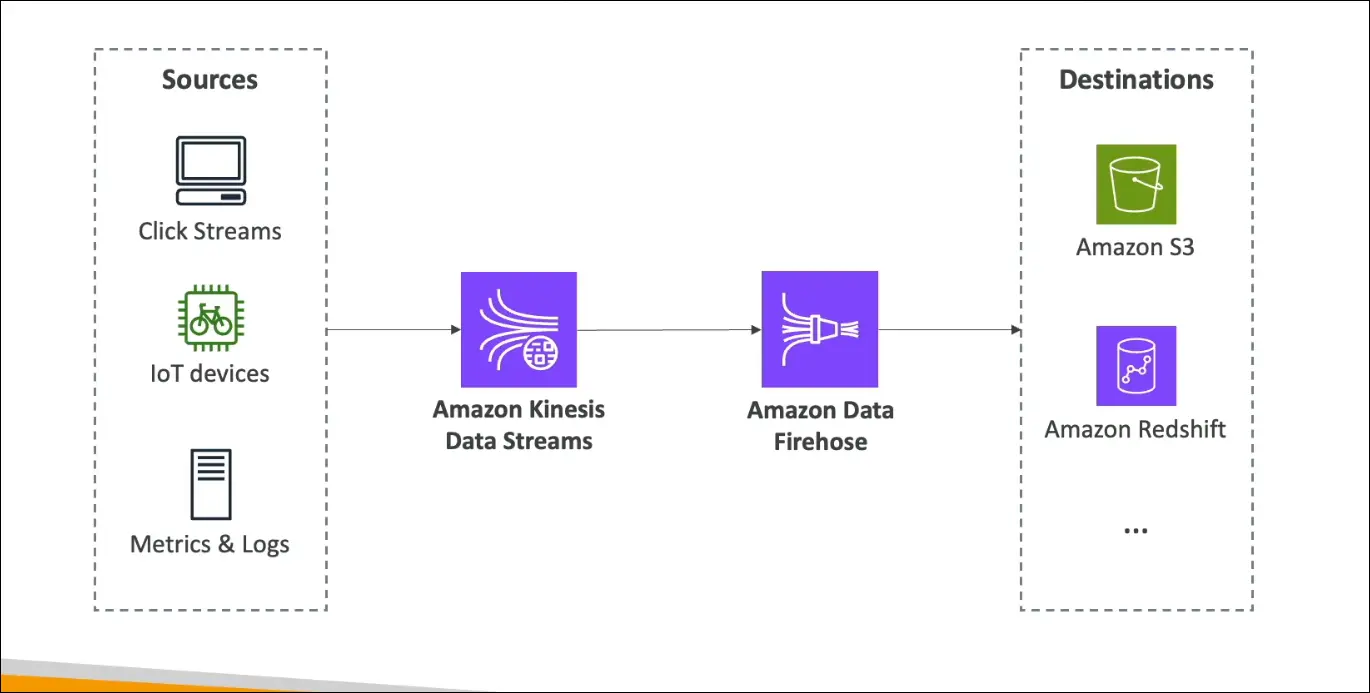 Sources
Click Streams
IoT devices
Metrics & Logs
Amazon Kinesis
Data Streams
Amazon Data
Firehose
Destinations
Amazon S3
Amazon Redshift
...